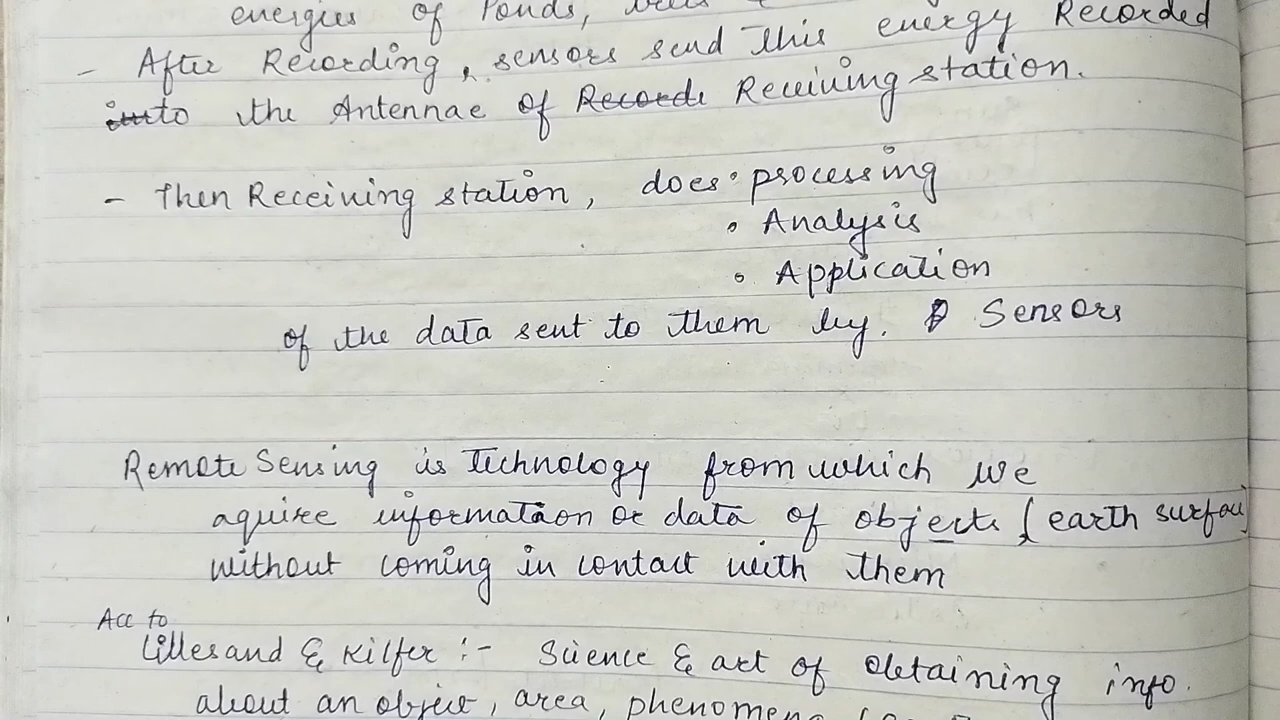 energies of Ponds,
- After Recording, sensors send this energy Recorded
to the Antennae of Receiving station.
- Then Receiving station, does • processing
• Analysis
• Application
of the data sent to them by. Sensors
Remote Sensing is Technology from which we
aquire information or data of objects [earth surface]
without coming in contact with them
Acc to
Lillesand & Kilfer :- Science & art of obtaining info.
about an object, area, phenomena